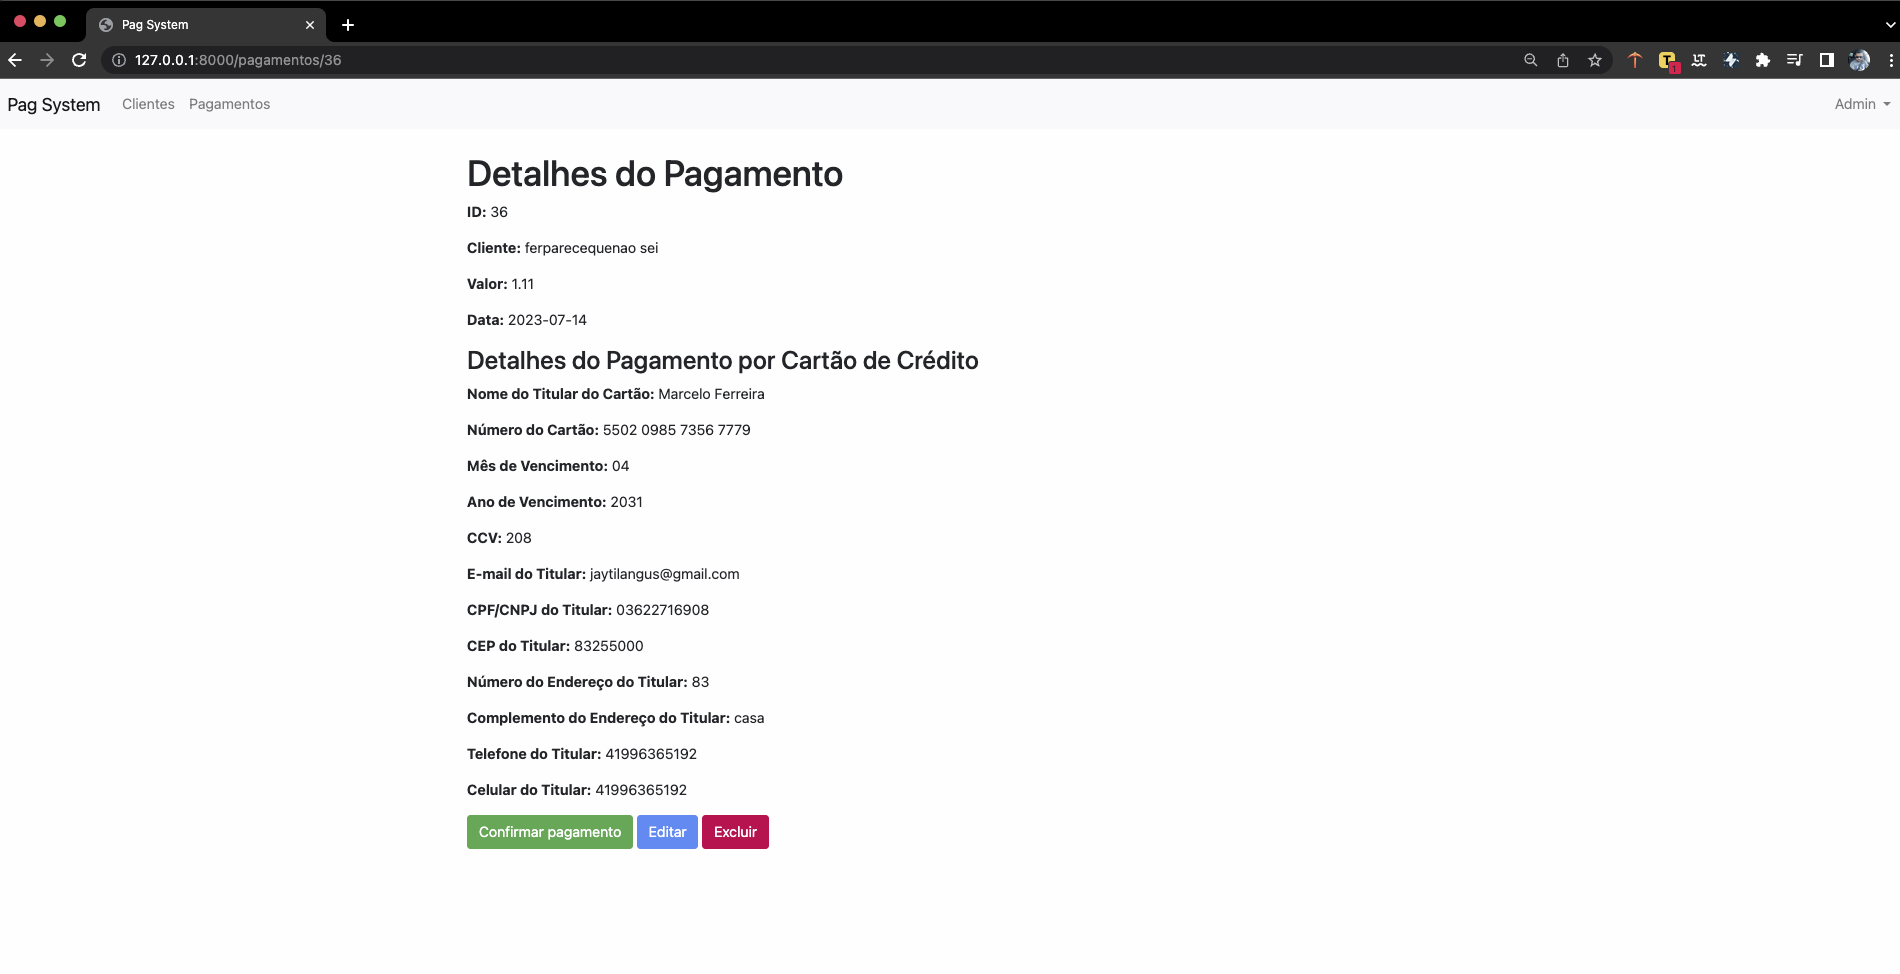 Pag System
127.0.0.1:8000/pagamentos/36
T
1
Pag System Clientes Pagamentos Admin
Detalhes do Pagamento
ID: 36
Cliente: ferparecequenao sei
Valor: 1.11
Data: 2023-07-14
Detalhes do Pagamento por Cartão de Crédito
Nome do Titular do Cartão: Marcelo Ferreira
Número do Cartão: 5502 0985 7356 7779
Mês de Vencimento: 04
Ano de Vencimento: 2031
CCV: 208
E-mail do Titular: jaytilangus@gmail.com
CPF/CNPJ do Titular: 03622716908
CEP do Titular: 83255000
Número do Endereço do Titular: 83
Complemento do Endereço do Titular: casa
Telefone do Titular: 41996365192
Celular do Titular: 41996365192
Confirmar pagamento Editar Excluir